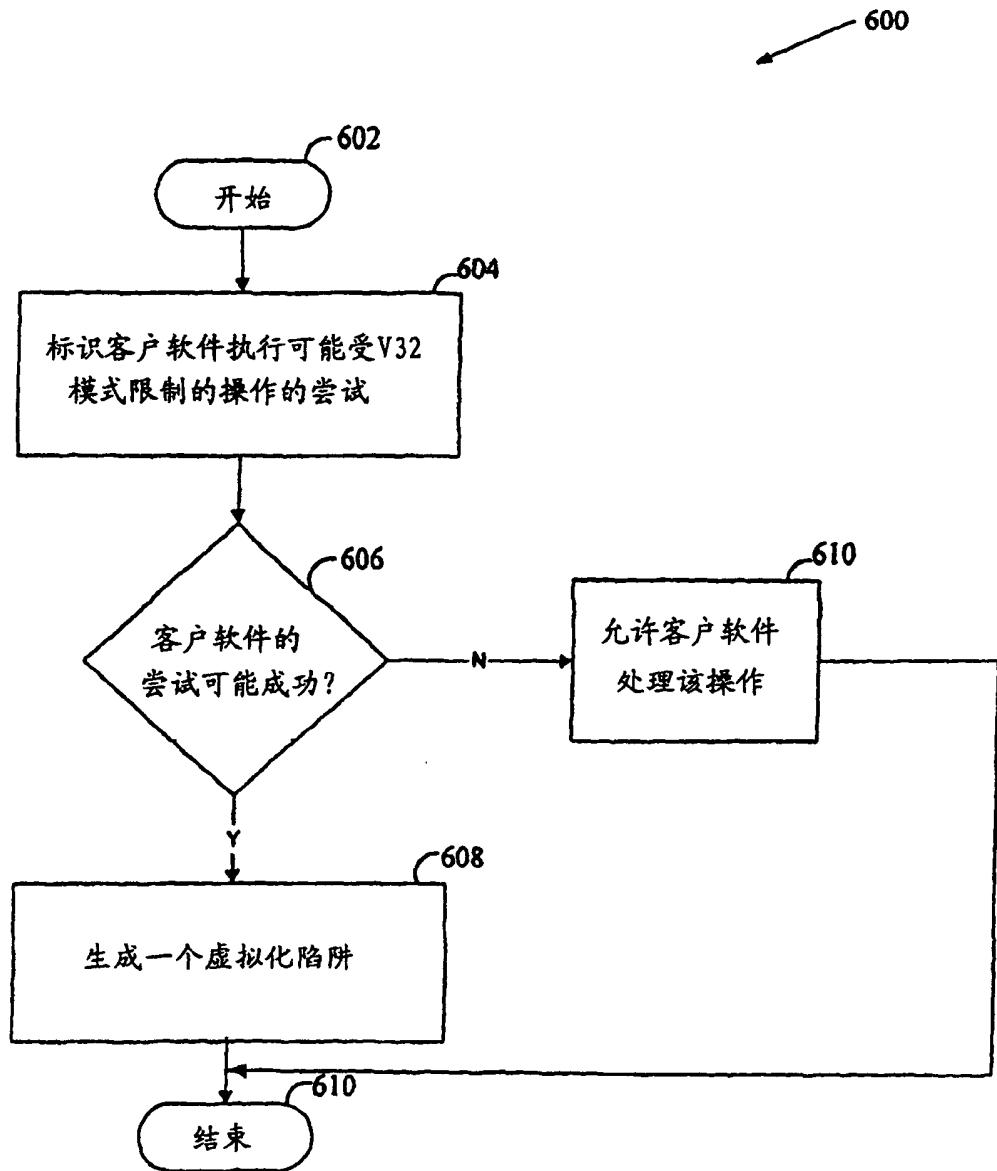 600
602
开始
604
标识客户软件执行可能受V32
模式限制的操作的尝试
606
客户软件的
尝试可能成功?
N
610
允许客户软件
处理该操作
Y
608
生成一个虚拟化陷阱
610
结束